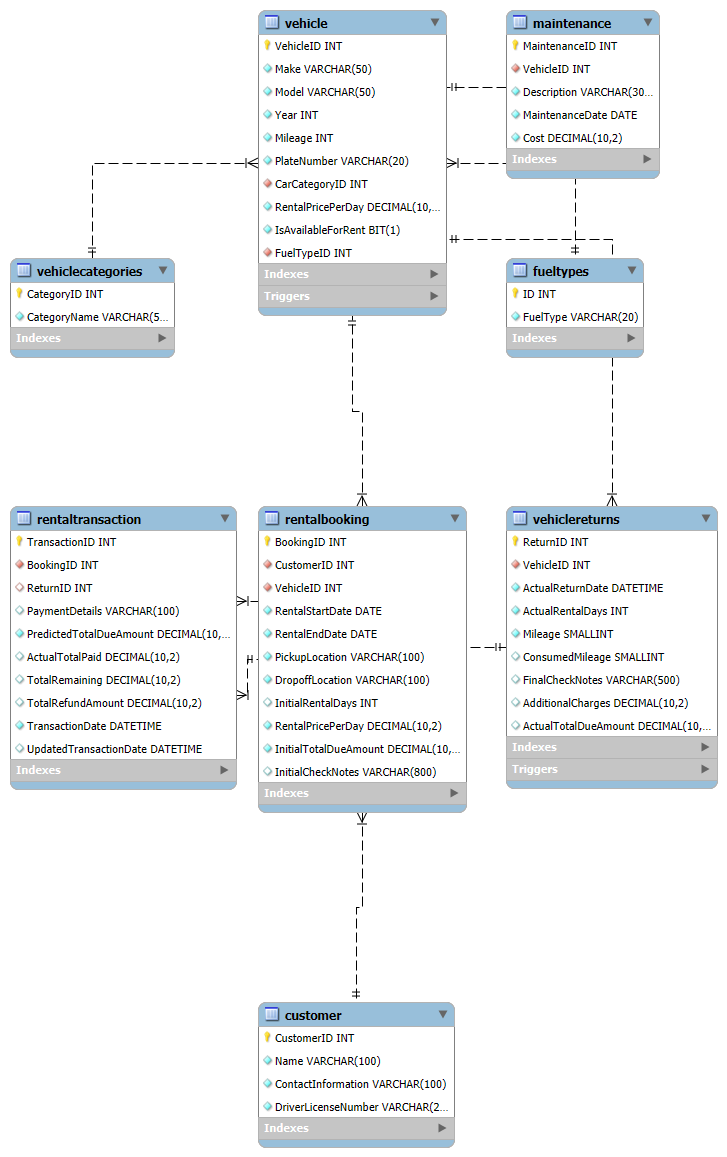 vehicle
VehicleID INT
Make VARCHAR(50)
Model VARCHAR(50)
Year INT
Mileage INT
PlateNumber VARCHAR(20)
CarCategoryID INT
RentalPricePerDay DECIMAL(10,...
IsAvailableForRent BIT(1)
FuelTypeID INT
Indexes
Triggers
maintenance
MaintenanceID INT
VehicleID INT
Description VARCHAR(30...
MaintenanceDate DATE
Cost DECIMAL(10,2)
Indexes
vehiclecategories
CategoryID INT
CategoryName VARCHAR(5...
Indexes
fueltypes
ID INT
FuelType VARCHAR(20)
Indexes
rentaltransaction
TransactionID INT
BookingID INT
ReturnID INT
PaymentDetails VARCHAR(100)
PredictedTotalDueAmount DECIMAL(10,...
ActualTotalPaid DECIMAL(10,2)
TotalRemaining DECIMAL(10,2)
TotalRefundAmount DECIMAL(10,2)
TransactionDate DATETIME
UpdatedTransactionDate DATETIME
Indexes
rentalbooking
BookingID INT
CustomerID INT
VehicleID INT
RentalStartDate DATE
RentalEndDate DATE
PickupLocation VARCHAR(100)
DropoffLocation VARCHAR(100)
InitialRentalDays INT
RentalPricePerDay DECIMAL(10,2)
InitialTotalDueAmount DECIMAL(10,...
InitialCheckNotes VARCHAR(800)
Indexes
vehiclereturns
ReturnID INT
VehicleID INT
ActualReturnDate DATETIME
ActualRentalDays INT
Mileage SMALLINT
ConsumedMileage SMALLINT
FinalCheckNotes VARCHAR(500)
AdditionalCharges DECIMAL(10,2)
ActualTotalDueAmount DECIMAL(10,...
Indexes
Triggers
customer
CustomerID INT
Name VARCHAR(100)
ContactInformation VARCHAR(100)
DriverLicenseNumber VARCHAR(2...
Indexes